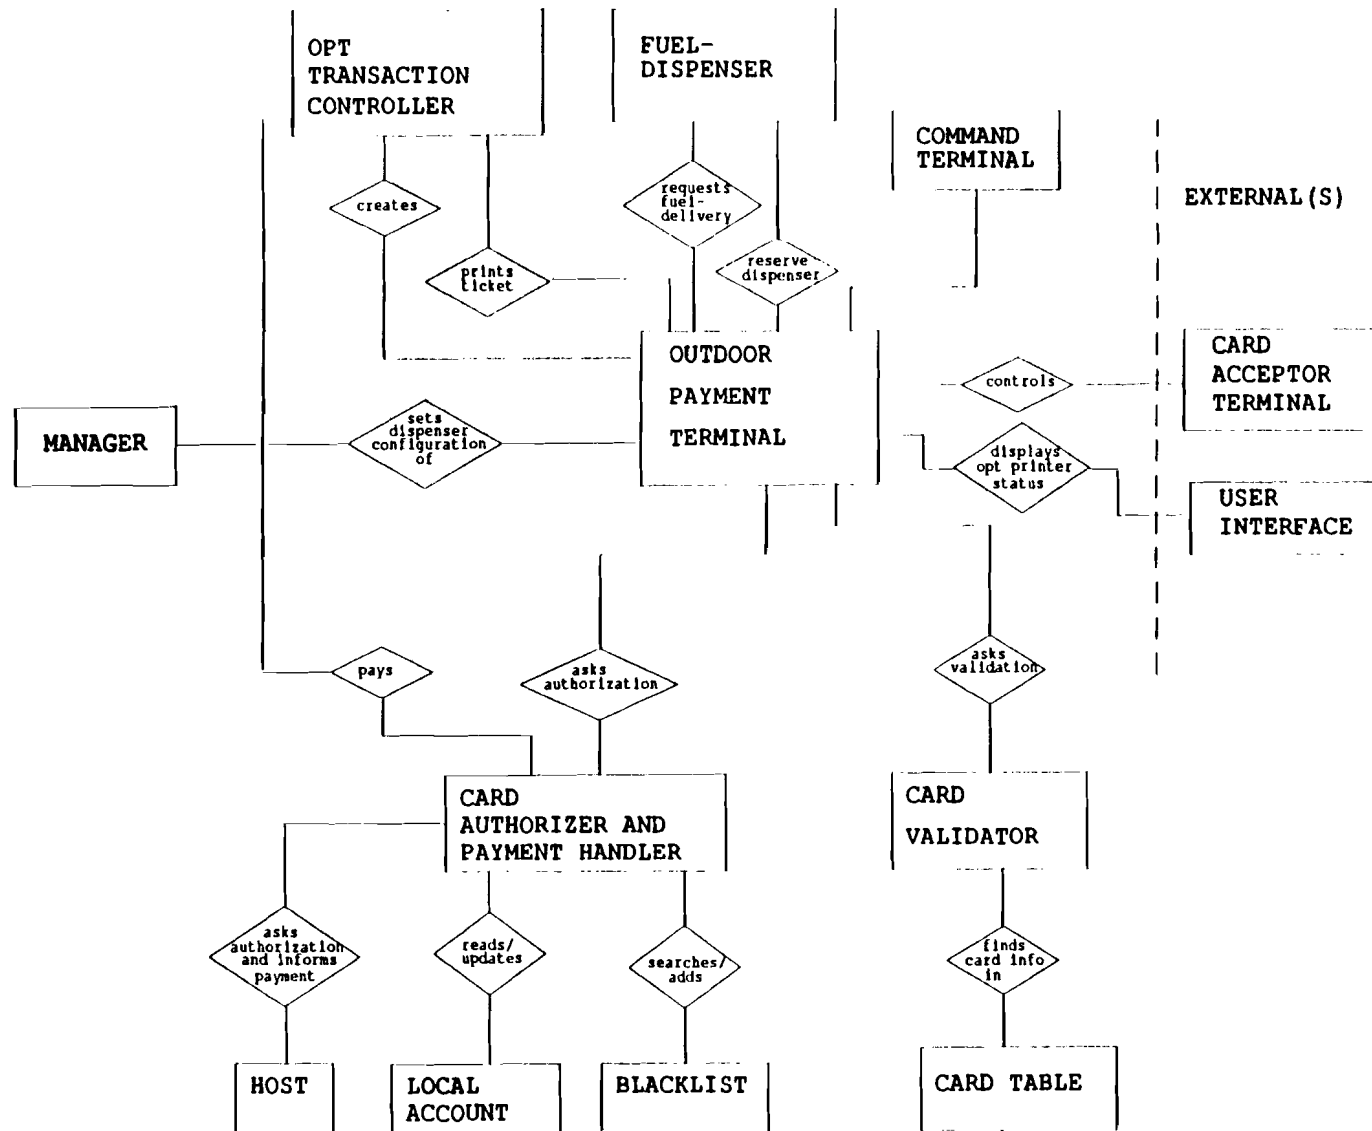 OPT
TRANSACTION
CONTROLLER
FUEL-
DISPENSER
COMMAND
TERMINAL
EXTERNAL(S)
creates
requests
fuel-
delivery
prints
ticket
reserve
dispenser
OUTDOOR
PAYMENT
TERMINAL
controls
CARD
ACCEPTOR
TERMINAL
MANAGER
sets
dispenser
configuration
of
displays
opt printer
status
USER
INTERFACE
pays
asks
authorization
asks
validation
CARD
AUTHORIZER AND
PAYMENT HANDLER
CARD
VALIDATOR
asks
authorization
and informs
payment
reads/
updates
searches/
adds
finds
card info
in
HOST
LOCAL
ACCOUNT
BLACKLIST
CARD TABLE